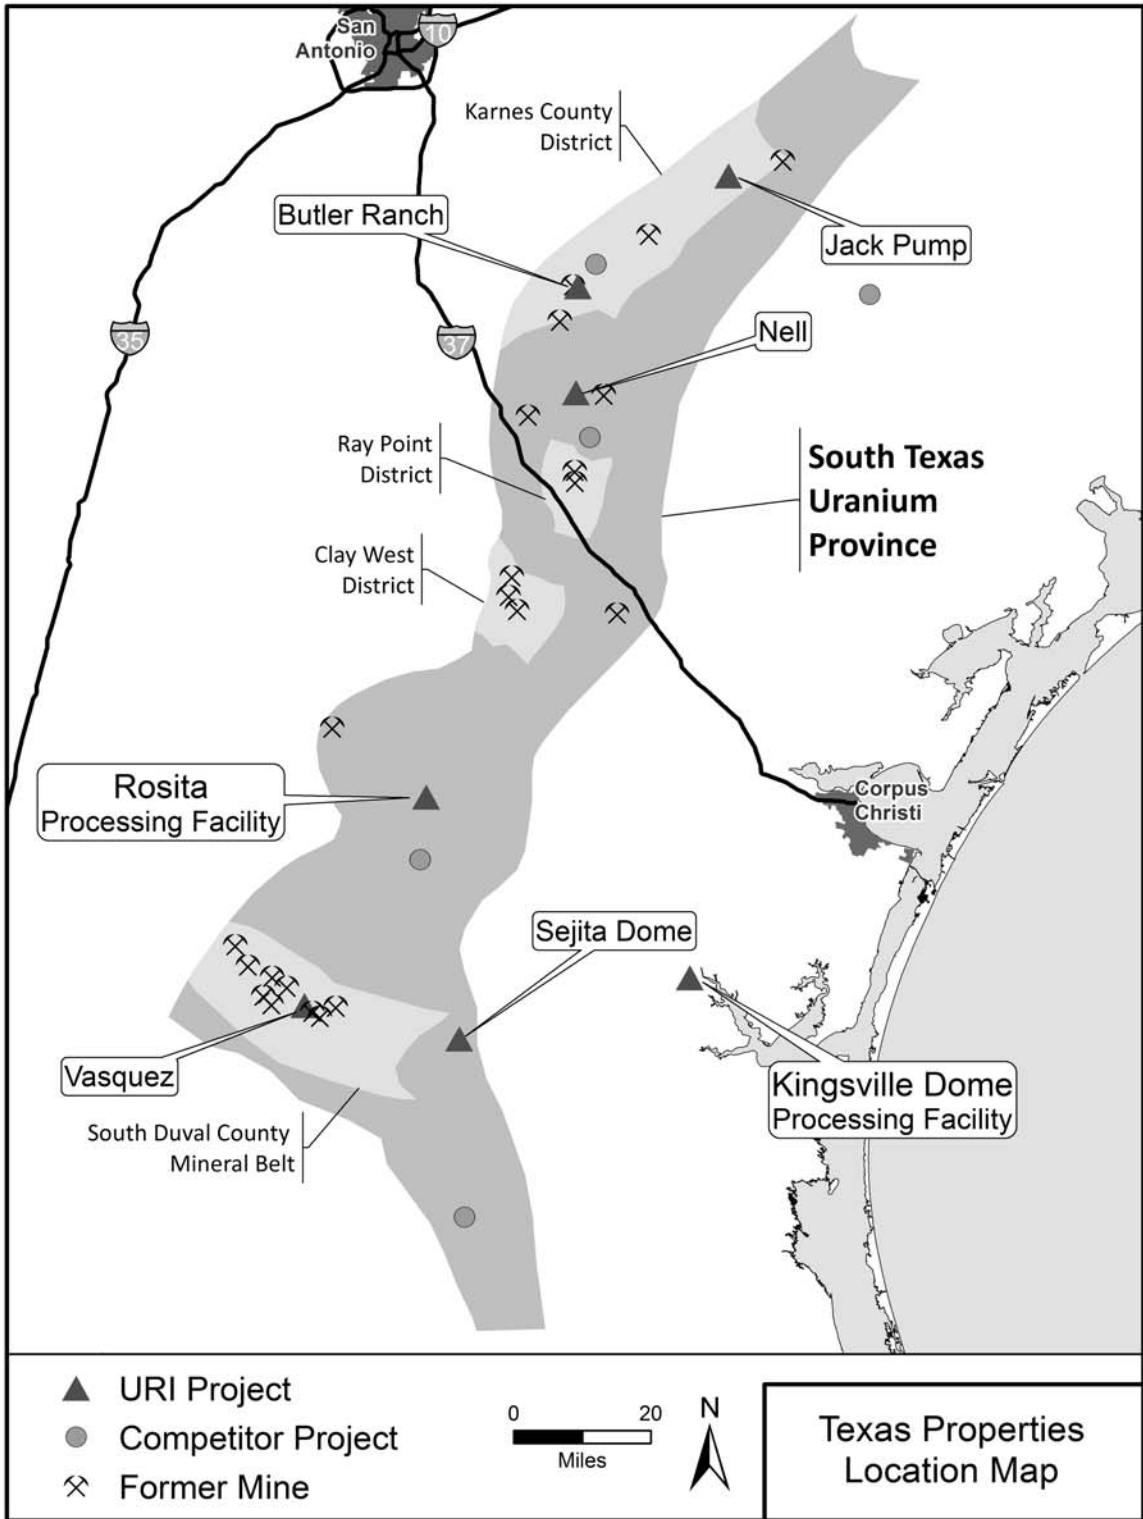 San
Antonio
10
Karnes County
District
Butler Ranch
Jack Pump
35
37
Nell
Ray Point
District
South Texas
Uranium
Province
Clay West
District
Rosita
Processing Facility
Corpus
Christi
Sejita Dome
Vasquez
Kingsville Dome
Processing Facility
South Duval County
Mineral Belt
URI Project
Competitor Project
Former Mine
0 20
Miles
N
Texas Properties
Location Map